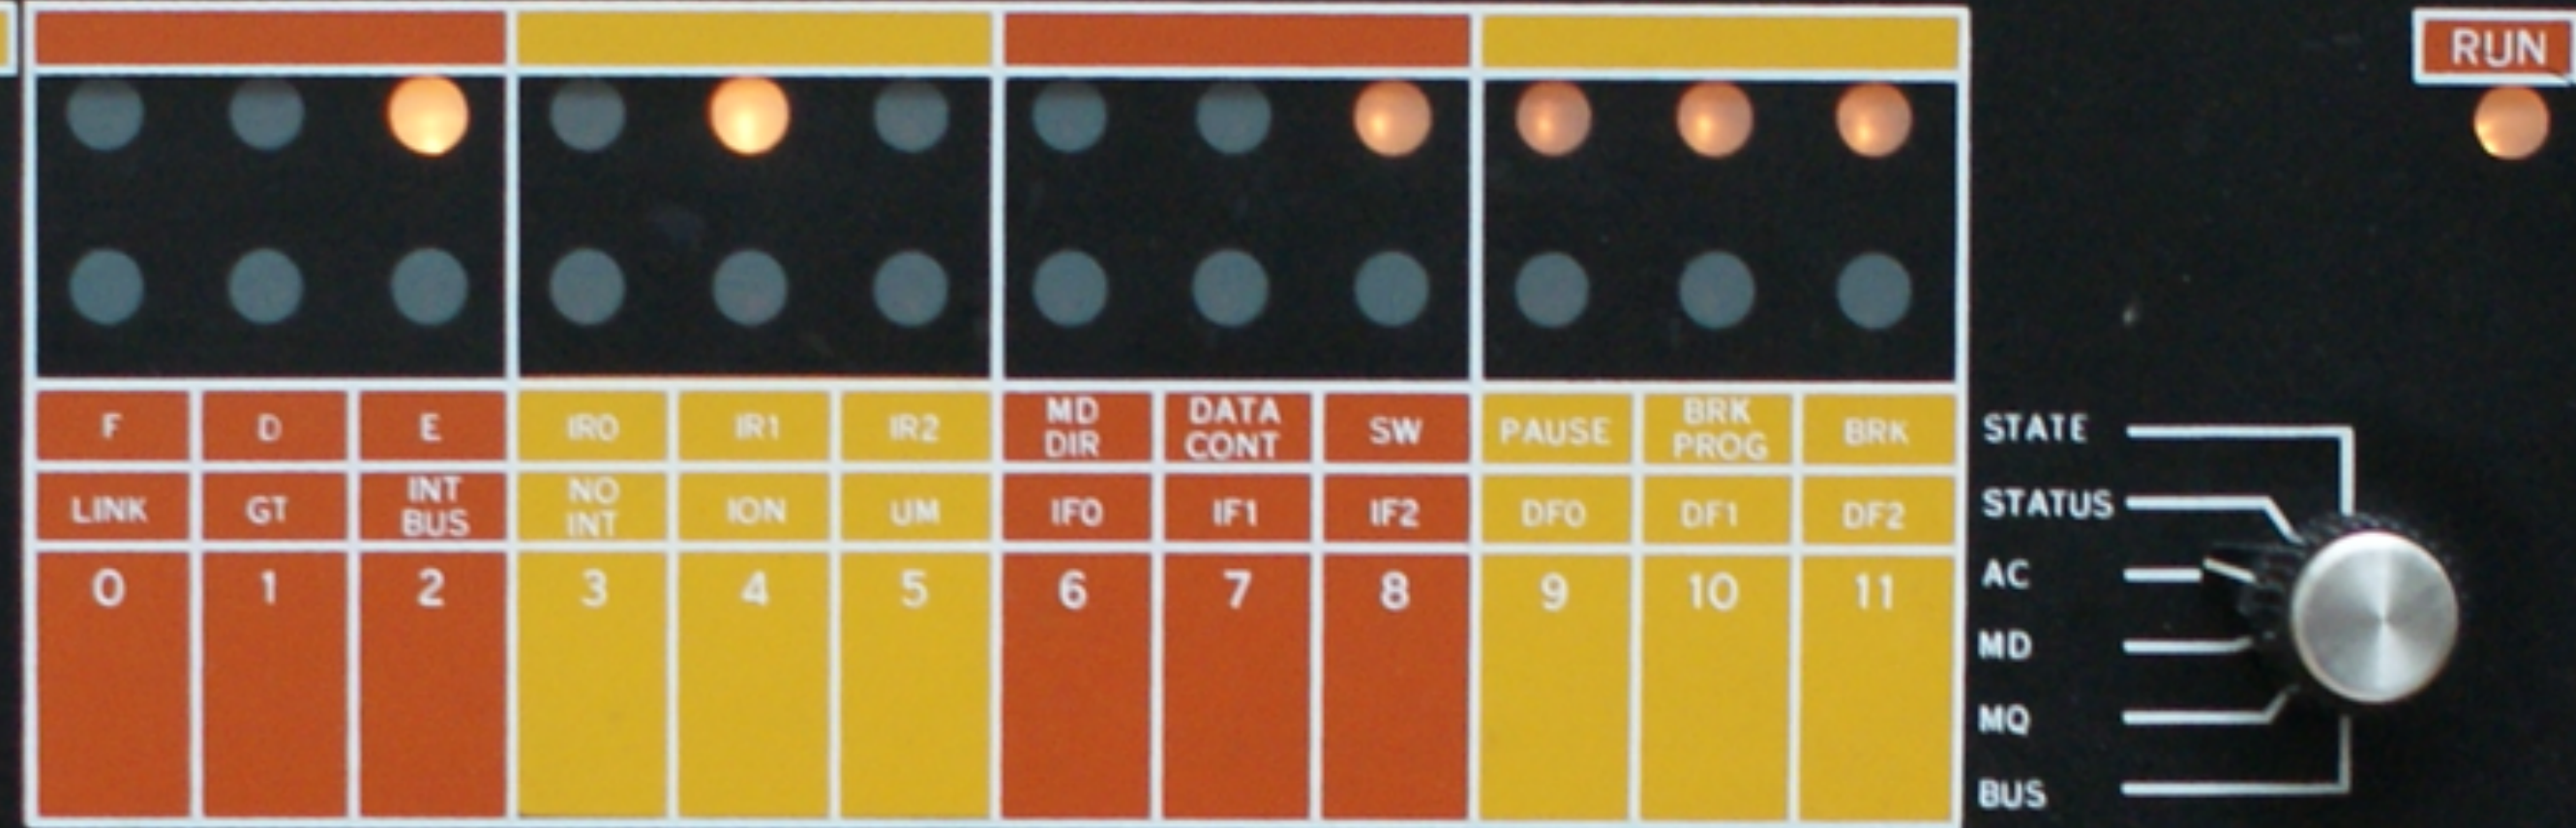 RUN
F D E IR0 IR1 IR2 MD DIR DATA CONT SW PAUSE BRK PROG BRK
LINK GT INT BUS NO INT ION UM IF0 IF1 IF2 DF0 DF1 DF2
0 1 2 3 4 5 6 7 8 9 10 11
STATE
STATUS
AC
MD
MQ
BUS